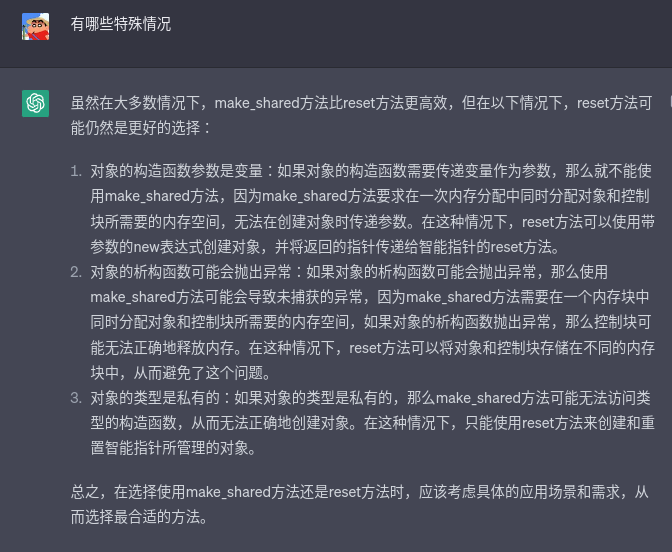 有哪些特殊情况
虽然在大多数情况下，make_shared方法比reset方法更高效，但在以下情况下，reset方法可
能仍然是更好的选择：
1. 对象的构造函数参数是变量：如果对象的构造函数需要传递变量作为参数，那么就不能使
用make_shared方法，因为make_shared方法要求在一次内存分配中同时分配对象和控制
块所需要的内存空间，无法在创建对象时传递参数。在这种情况下，reset方法可以使用带
参数的new表达式创建对象，并将返回的指针传递给智能指针的reset方法。
2. 对象的析构函数可能会抛出异常：如果对象的析构函数可能会抛出异常，那么使用
make_shared方法可能会导致未捕获的异常，因为make_shared方法需要在一个内存块中
同时分配对象和控制块所需要的内存空间，如果对象的析构函数抛出异常，那么控制块可
能无法正确地释放内存。在这种情况下，reset方法可以将对象和控制块存储在不同的内存
块中，从而避免了这个问题。
3. 对象的类型是私有的：如果对象的类型是私有的，那么make_shared方法可能无法访问类
型的构造函数，从而无法正确地创建对象。在这种情况下，只能使用reset方法来创建和重
置智能指针所管理的对象。
总之，在选择使用make_shared方法还是reset方法时，应该考虑具体的应用场景和需求，从
而选择最合适的方法。